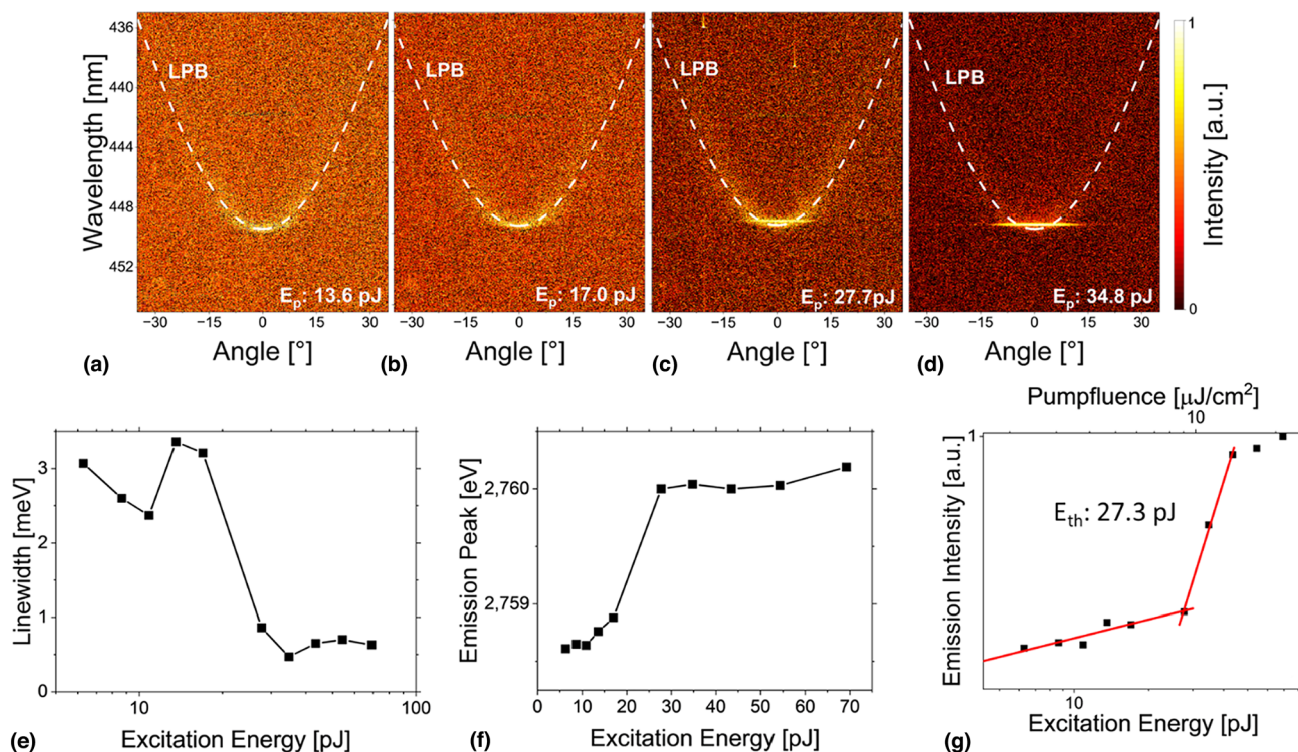 436
440
444
448
452
Wavelength [nm]
LPB
E_p: 13.6 pJ
LPB
E_p: 17.0 pJ
LPB
E_p: 27.7pJ
LPB
E_p: 34.8 pJ
1
0
Intensity [a.u.]
−30 −15 0 15 30
−30 −15 0 15 30
−30 −15 0 15 30
−30 −15 0 15 30
Angle [°]
Angle [°]
Angle [°]
Angle [°]
(a)
(b)
(c)
(d)
3
2
1
0
Linewidth [meV]
10 100
Excitation Energy [pJ]
(e)
2,760
2,759
Emission Peak [eV]
0 10 20 30 40 50 60 70
Excitation Energy [pJ]
(f)
Pumpfluence [μJ/cm²]
10
1
Emission Intensity [a.u.]
E_th: 27.3 pJ
10
Excitation Energy [pJ]
(g)